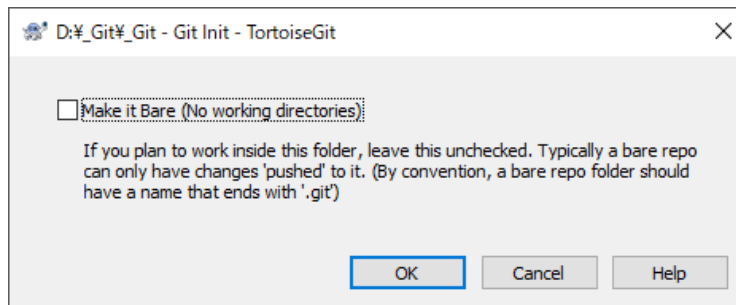 D:¥_Git¥_Git - Git Init - TortoiseGit
Make it Bare (No working directories)
If you plan to work inside this folder, leave this unchecked. Typically a bare repo
can only have changes 'pushed' to it. (By convention, a bare repo folder should
have a name that ends with '.git')
OK Cancel Help